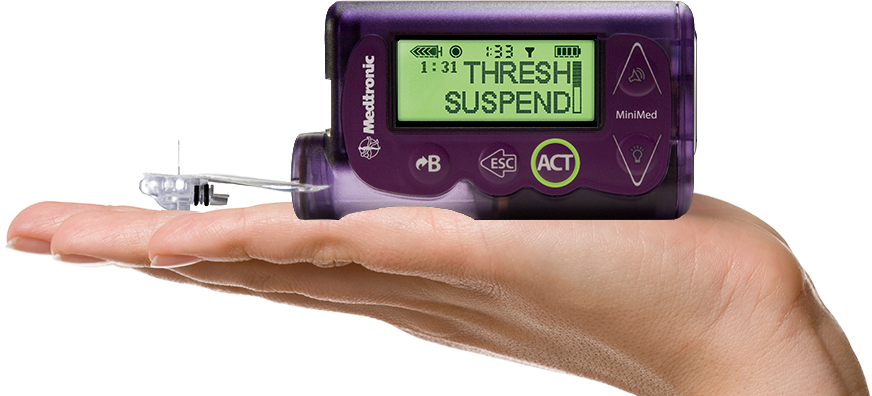 Medtronic
1:33
1:31 THRESH
SUSPEND
MiniMed
B
ESC
ACT